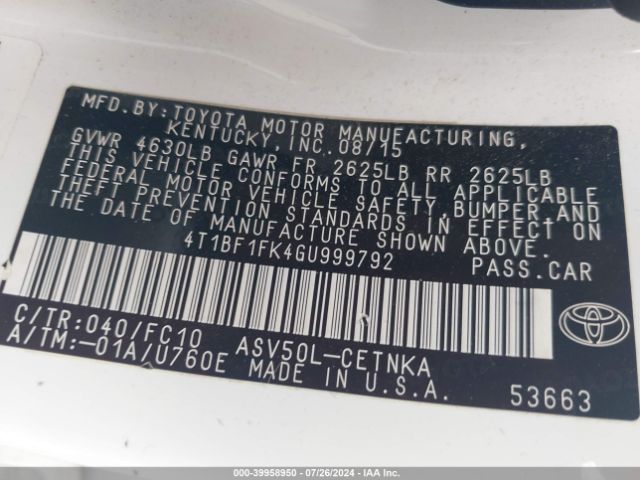 MFD.BY:TOYOTA MOTOR MANUFACTURING,
KENTUCKY, INC. 08/15
GVWR 4630LB GAWR FR 2625LB RR 2625LB
THIS VEHICLE CONFORMS TO ALL APPLICABLE
FEDERAL MOTOR VEHICLE SAFETY, BUMPER, AND
THEFT PREVENTION STANDARDS IN EFFECT ON
THE DATE OF MANUFACTURE SHOWN ABOVE.
4T1BF1FK4GU999792 PASS.CAR
C/TR:040/FC10 ASV50L-CETNKA
A/TM:-01A/U760E MADE IN U.S.A.
53663
000-39958950 | 07/26/2024 | IAA Inc.